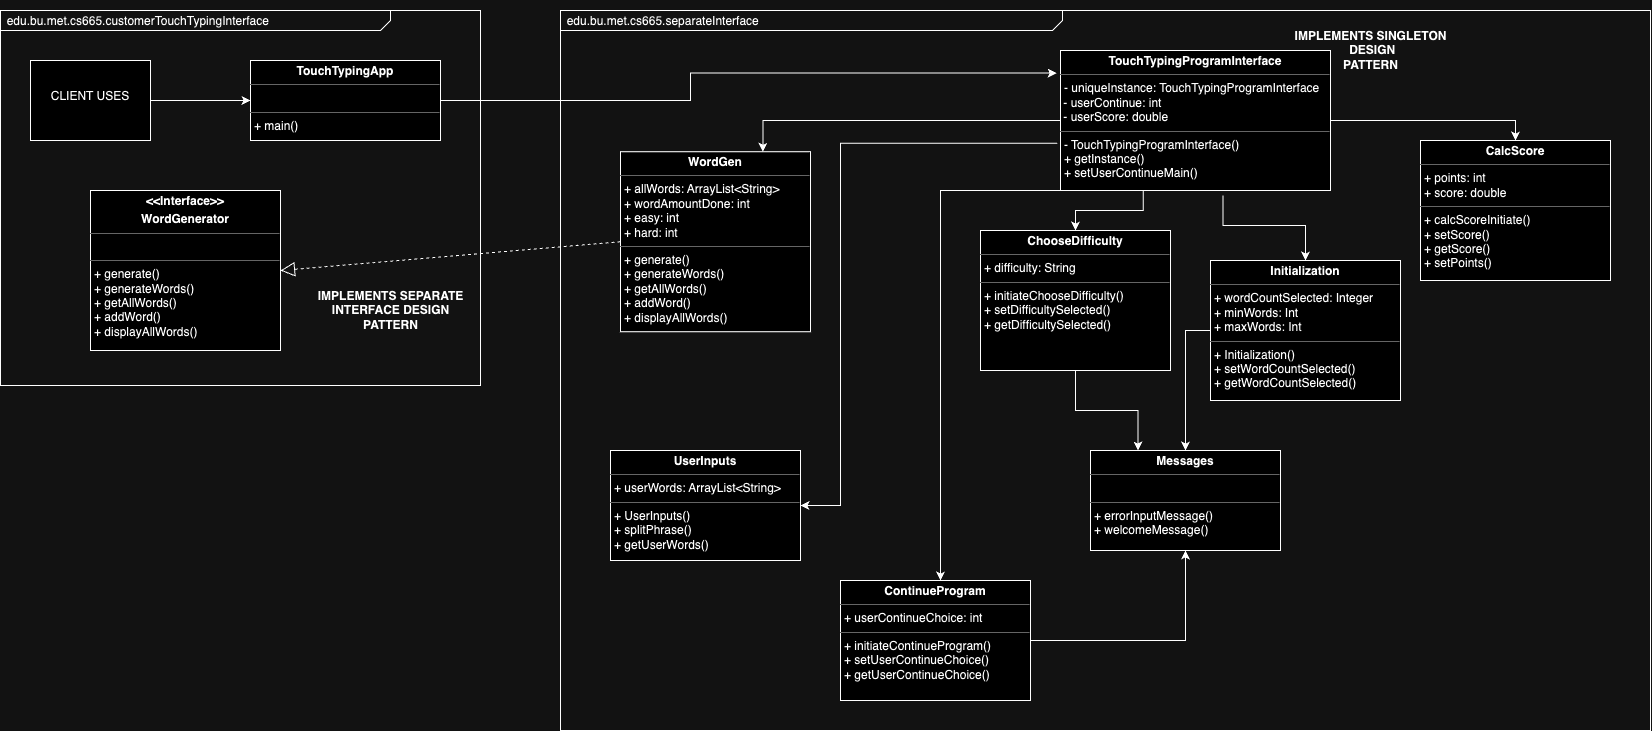 edu.bu.met.cs665.customerTouchTypingInterface
CLIENT USES
TouchTypingApp
+ main()
<<Interface>>
WordGenerator
+ generate()
+ generateWords()
+ getAllWords()
+ addWord()
+ displayAllWords()
IMPLEMENTS SEPARATE
INTERFACE DESIGN
PATTERN
edu.bu.met.cs665.separateInterface
IMPLEMENTS SINGLETON
DESIGN
PATTERN
TouchTypingProgramInterface
- uniqueInstance: TouchTypingProgramInterface
- userContinue: int
- userScore: double
- TouchTypingProgramInterface()
+ getInstance()
+ setUserContinueMain()
WordGen
+ allWords: ArrayList<String>
+ wordAmountDone: int
+ easy: int
+ hard: int
+ generate()
+ generateWords()
+ getAllWords()
+ addWord()
+ displayAllWords()
CalcScore
+ points: int
+ score: double
+ calcScoreInitiate()
+ setScore()
+ getScore()
+ setPoints()
ChooseDifficulty
+ difficulty: String
+ initiateChooseDifficulty()
+ setDifficultySelected()
+ getDifficultySelected()
Initialization
+ wordCountSelected: Integer
+ minWords: Int
+ maxWords: Int
+ Initialization()
+ setWordCountSelected()
+ getWordCountSelected()
UserInputs
+ userWords: ArrayList<String>
+ UserInputs()
+ splitPhrase()
+ getUserWords()
Messages
+ errorInputMessage()
+ welcomeMessage()
ContinueProgram
+ userContinueChoice: int
+ initiateContinueProgram()
+ setUserContinueChoice()
+ getUserContinueChoice()